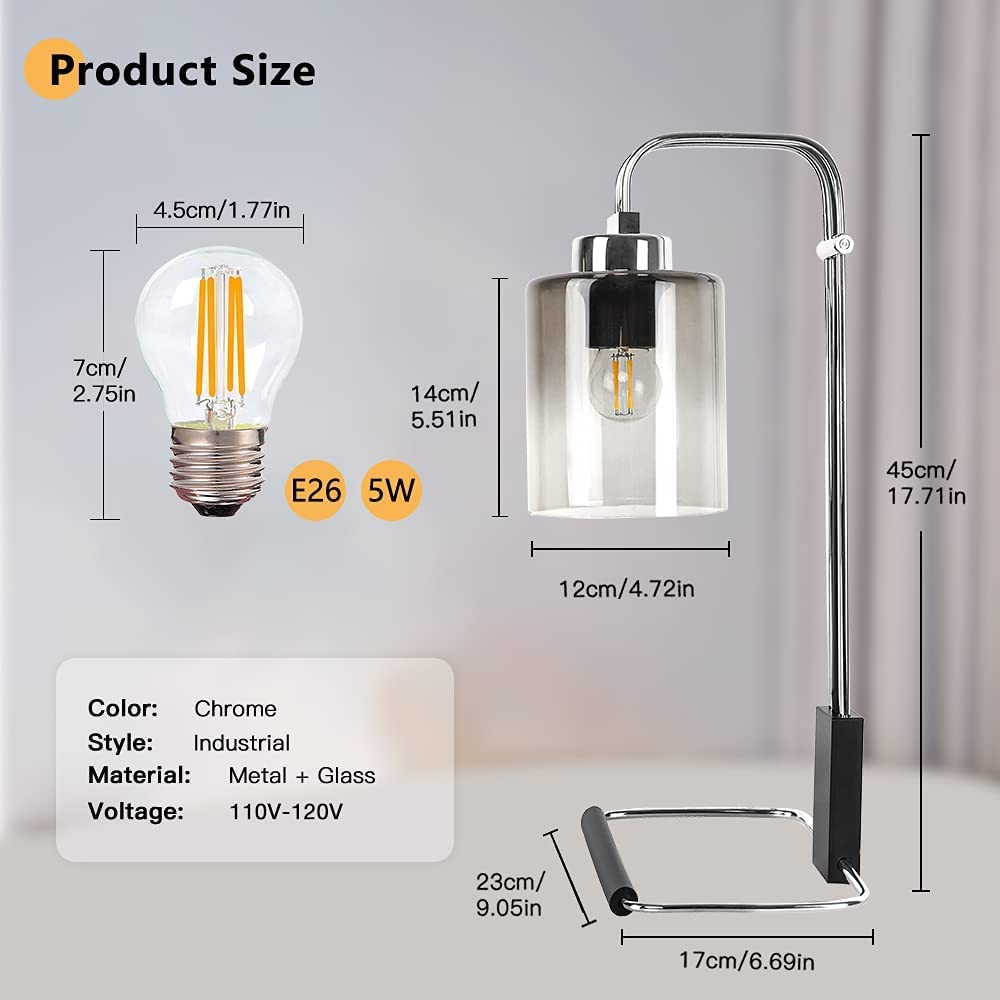 Product Size
4.5cm/1.77in
7cm/
2.75in
E26
5W
14cm/
5.51in
12cm/4.72in
45cm/
17.71in
Color: Chrome
Style: Industrial
Material: Metal + Glass
Voltage: 110V-120V
23cm/
9.05in
17cm/6.69in